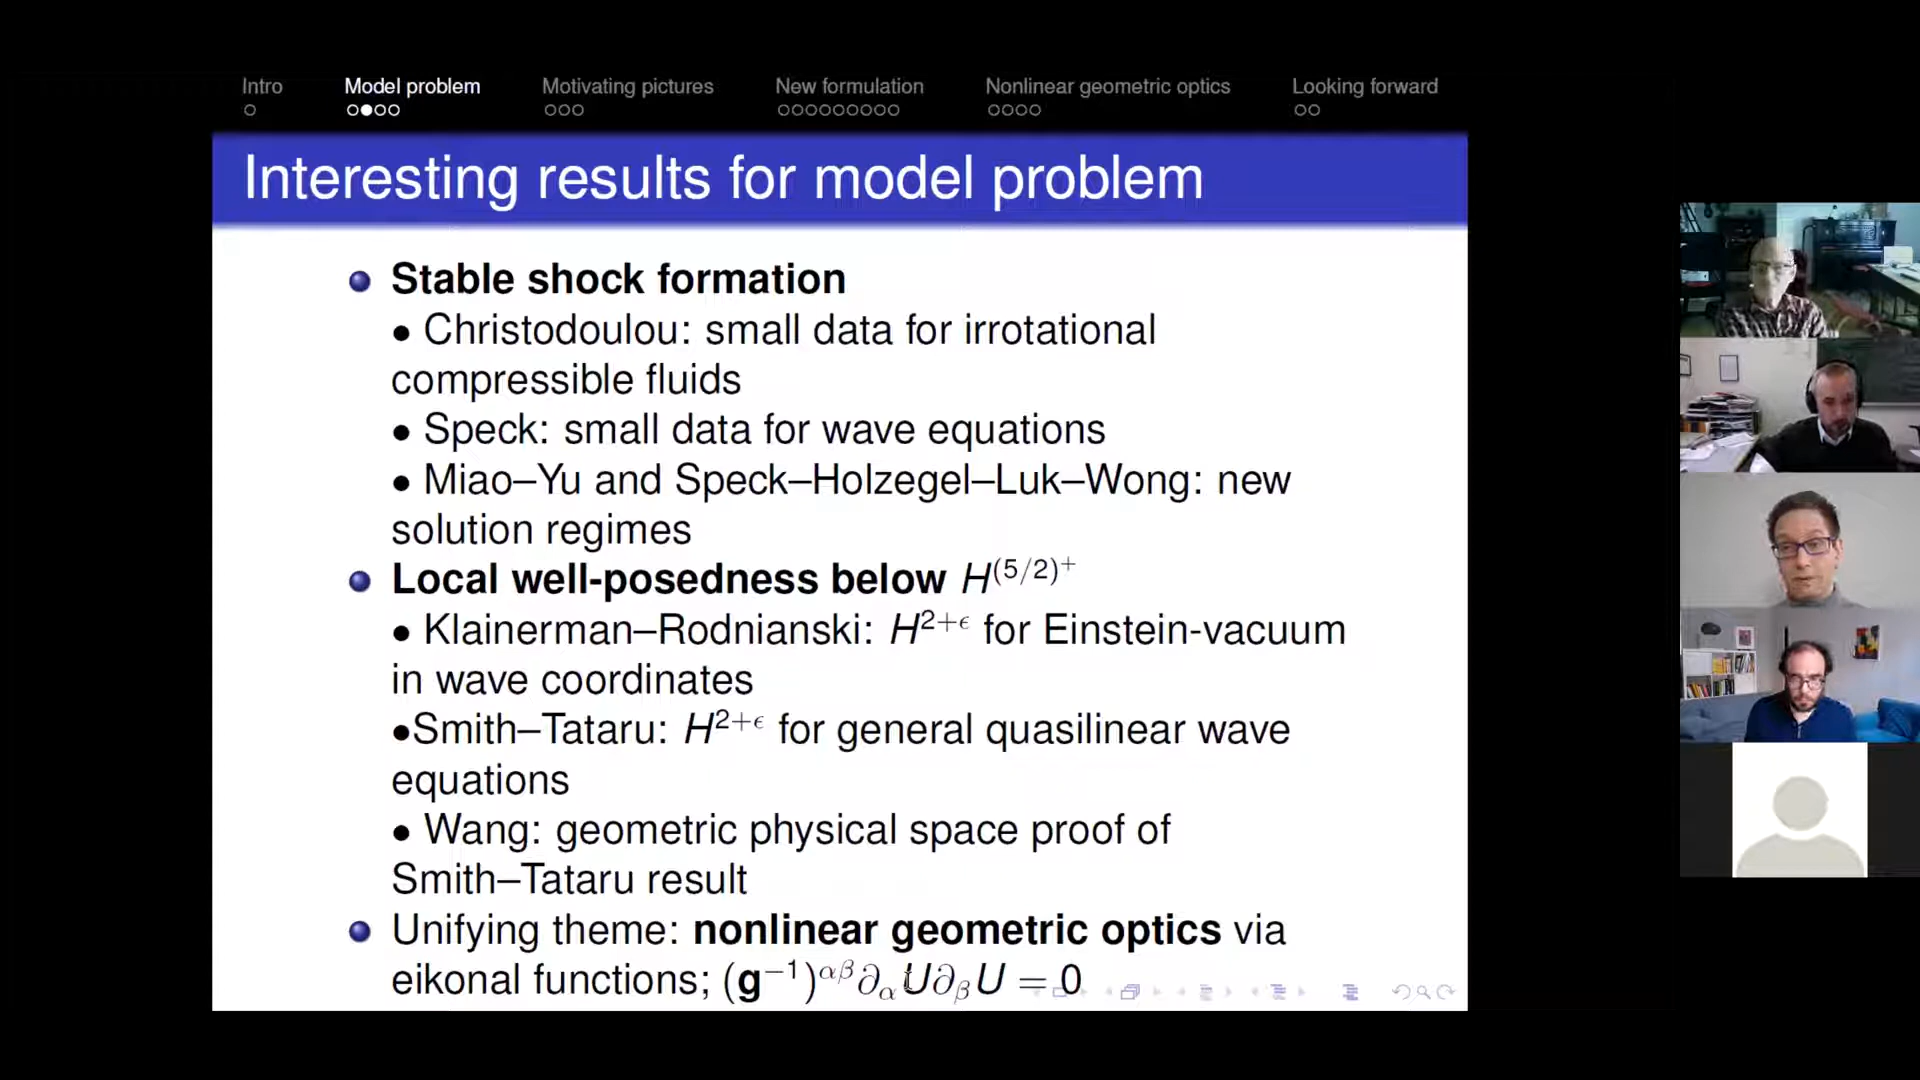 Intro Model problem Motivating pictures New formulation Nonlinear geometric optics Looking forward
Interesting results for model problem
Stable shock formation
• Christodoulou: small data for irrotational
compressible fluids
• Speck: small data for wave equations
• Miao–Yu and Speck–Holzegel–Luk–Wong: new
solution regimes
Local well-posedness below H^{(5/2)^+}
• Klainerman–Rodnianski: H^{2+ϵ} for Einstein-vacuum
in wave coordinates
•Smith–Tataru: H^{2+ϵ} for general quasilinear wave
equations
• Wang: geometric physical space proof of
Smith–Tataru result
Unifying theme: nonlinear geometric optics via
eikonal functions; (g^{−1})^{αβ}∂_αU∂_βU = 0